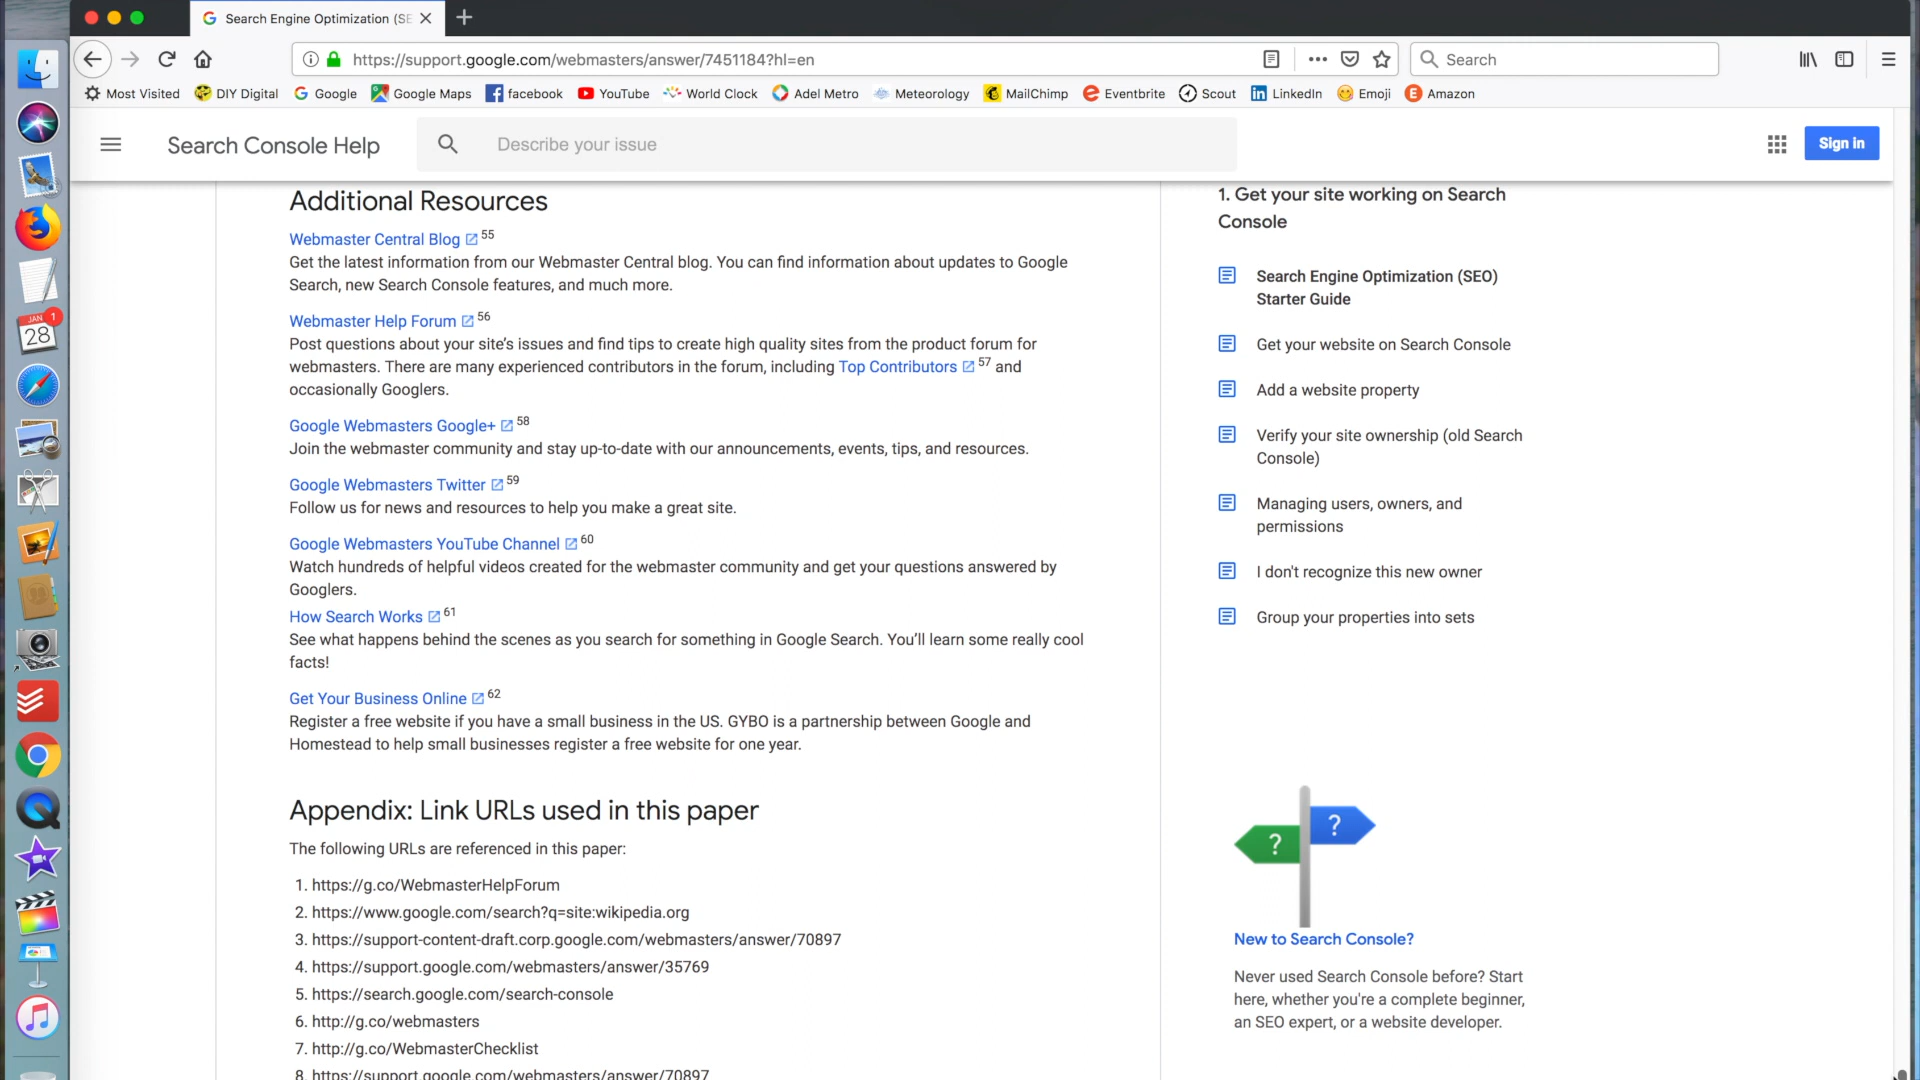 Search Engine Optimization (SE
https://support.google.com/webmasters/answer/7451184?hl=en
Search
Most Visited
DIY Digital
Google
Google Maps
facebook
YouTube
World Clock
Adel Metro
Meteorology
MailChimp
Eventbrite
Scout
LinkedIn
Emoji
Amazon
Search Console Help
Describe your issue
Sign in
JAN 1
28
Additional Resources
Webmaster Central Blog 55
Get the latest information from our Webmaster Central blog. You can find information about updates to Google
Search, new Search Console features, and much more.
Webmaster Help Forum 56
Post questions about your site's issues and find tips to create high quality sites from the product forum for
webmasters. There are many experienced contributors in the forum, including Top Contributors 57 and
occasionally Googlers.
Google Webmasters Google+ 58
Join the webmaster community and stay up-to-date with our announcements, events, tips, and resources.
Google Webmasters Twitter 59
Follow us for news and resources to help you make a great site.
Google Webmasters YouTube Channel 60
Watch hundreds of helpful videos created for the webmaster community and get your questions answered by
Googlers.
How Search Works 61
See what happens behind the scenes as you search for something in Google Search. You'll learn some really cool
facts!
Get Your Business Online 62
Register a free website if you have a small business in the US. GYBO is a partnership between Google and
Homestead to help small businesses register a free website for one year.
Appendix: Link URLs used in this paper
The following URLs are referenced in this paper:
1. https://g.co/WebmasterHelpForum
2. https://www.google.com/search?q=site:wikipedia.org
3. https://support-content-draft.corp.google.com/webmasters/answer/70897
4. https://support.google.com/webmasters/answer/35769
5. https://search.google.com/search-console
6. http://g.co/webmasters
7. http://g.co/WebmasterChecklist
8. https://support.google.com/webmasters/answer/70897
1. Get your site working on Search
Console
Search Engine Optimization (SEO)
Starter Guide
Get your website on Search Console
Add a website property
Verify your site ownership (old Search
Console)
Managing users, owners, and
permissions
I don't recognize this new owner
Group your properties into sets
?
?
New to Search Console?
Never used Search Console before? Start
here, whether you're a complete beginner,
an SEO expert, or a website developer.